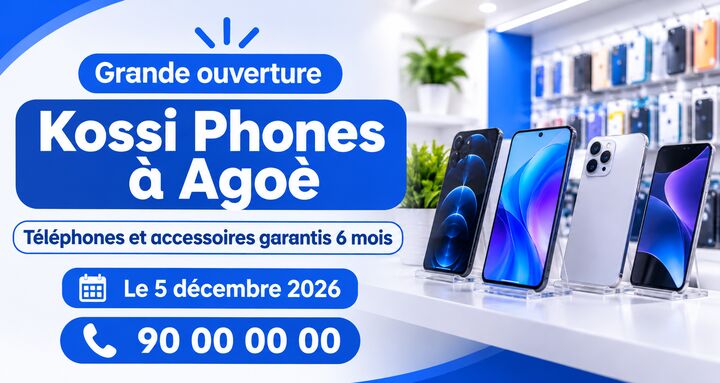 Grande ouverture
Kossi Phones
à Agoè
Téléphones et accessoires garantis 6 mois
Le 5 décembre 2026
90 00 00 00